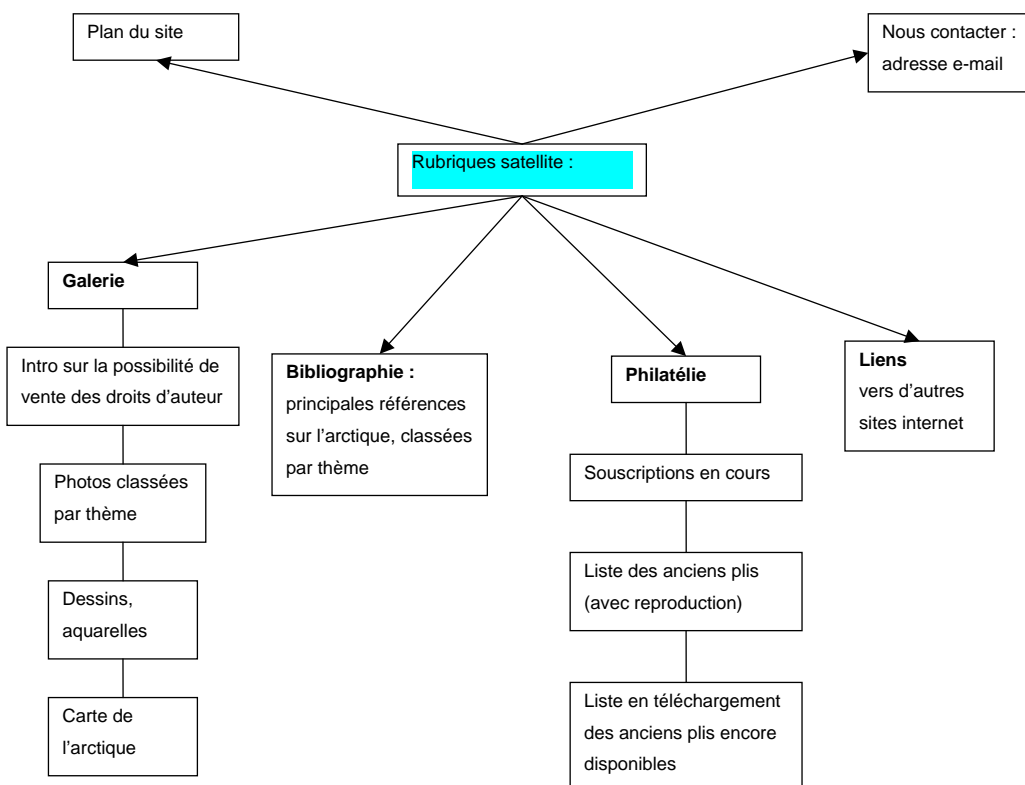 Plan du site
Nous contacter :
adresse e-mail
Rubriques satellite :
Galerie
Intro sur la possibilité de
vente des droits d’auteur
Photos classées
par thème
Dessins,
aquarelles
Carte de
l’arctique
Bibliographie :
principales références
sur l’arctique, classées
par thème
Philatélie
Souscriptions en cours
Liste des anciens plis
(avec reproduction)
Liste en téléchargement
des anciens plis encore
disponibles
Liens
vers d’autres
sites internet